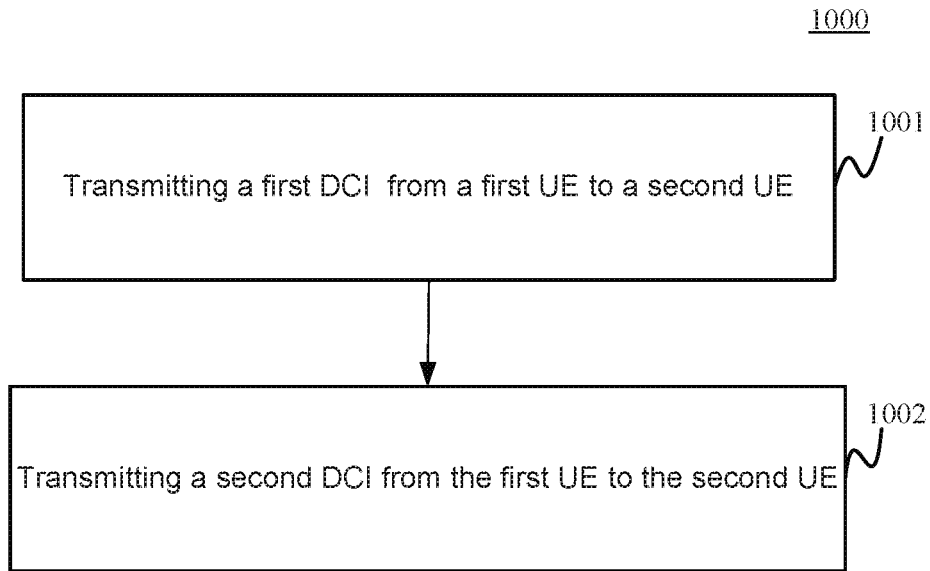 1000
1001
Transmitting a first DCI from a first UE to a second UE
1002
Transmitting a second DCI from the first UE to the second UE